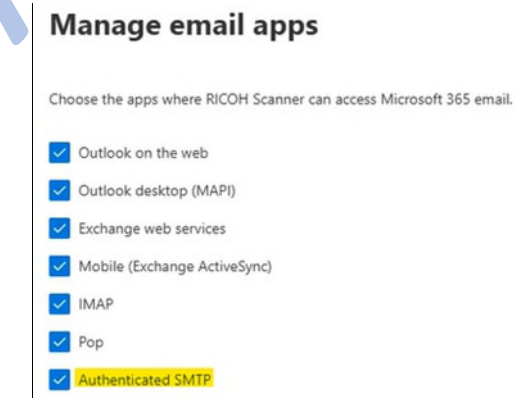 Manage email apps
Choose the apps where RICOH Scanner can access Microsoft 365 email.
Outlook on the web
Outlook desktop (MAPI)
Exchange web services
Mobile (Exchange ActiveSync)
IMAP
Pop
Authenticated SMTP